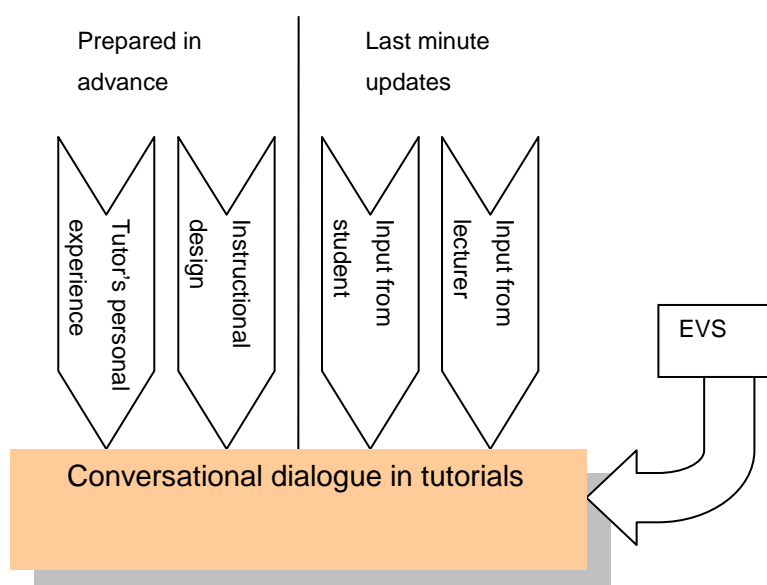 Prepared in
advance
Last minute
updates
Tutor's personal
experience
Instructional
design
Input from
student
Input from
lecturer
EVS
Conversational dialogue in tutorials